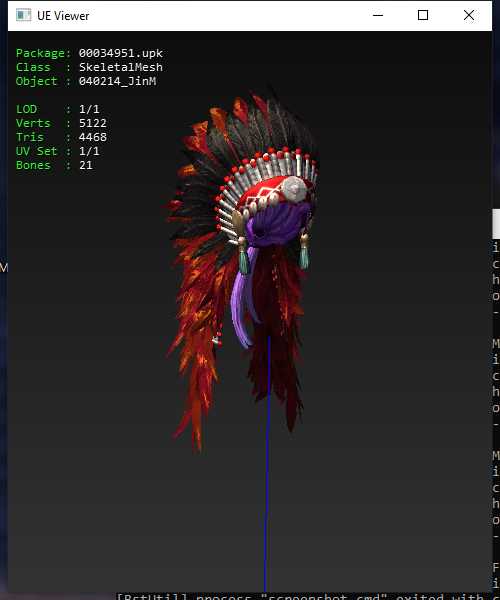 UE Viewer
Package: 00034951.upk
Class : SkeletalMesh
Object : 040214_JinM
LOD : 1/1
Verts : 5122
Tris : 4468
UV Set : 1/1
Bones : 21
M
i
c
h
o
-
M
i
c
h
o
-
M
i
c
h
o
-
F
i
[BstUtil] process "screenshot.cmd" exited with c